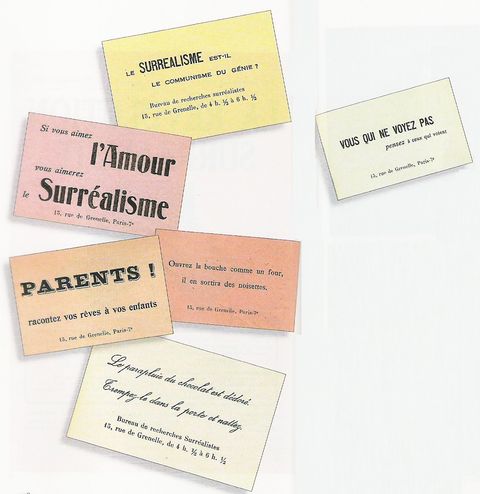 LE SURREALISME EST-IL
LE COMMUNISME DU GÉNIE ?
Bureau de recherches surréalistes
15, rue de Grenelle, de 4 h. ½ à 6 h. ½
VOUS QUI NE VOYEZ PAS
pensez à ceux qui voient
15, rue de Grenelle, Paris-7e
Si vous aimez
l'Amour
vous aimerez
le Surréalisme
15, rue de Grenelle, Paris-7e
PARENTS !
racontez vos rêves à vos enfants
15, rue de Grenelle, Paris-7e
Ouvrez la bouche comme un four,
il en sortira des noisettes.
15, rue de Grenelle, Paris-7e
Le parapluie du chocolat est dédoré.
Trempez-le dans la porte et nattez.
Bureau de recherches Surréalistes
15, rue de Grenelle, de 4 h. ½ à 6 h. ½